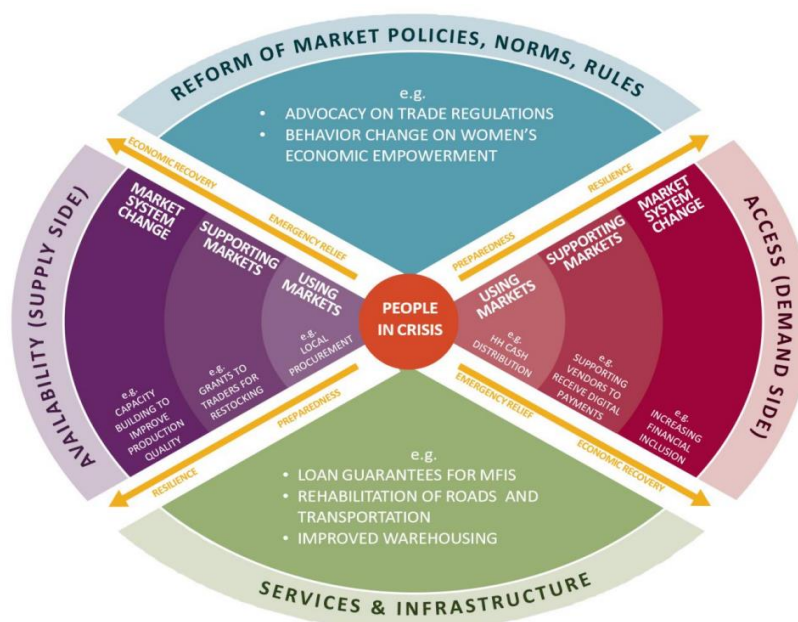 REFORM OF MARKET POLICIES, NORMS, RULES
e.g.
• ADVOCACY ON TRADE REGULATIONS
• BEHAVIOR CHANGE ON WOMEN'S
ECONOMIC EMPOWERMENT
ECONOMIC RECOVERY
EMERGENCY RELIEF
RESILIENCE
PREPAREDNESS
AVAILABILITY (SUPPLY SIDE)
MARKET
SYSTEM
CHANGE
e.g.
CAPACITY
BUILDING TO
IMPROVE
PRODUCTION
QUALITY
SUPPORTING
MARKETS
e.g.
GRANTS TO
TRADERS FOR
RESTOCKING
USING
MARKETS
e.g.
LOCAL
PROCUREMENT
PEOPLE
IN CRISIS
USING
MARKETS
e.g.
HH CASH
DISTRIBUTION
SUPPORTING
MARKETS
e.g.
SUPPORTING
VENDORS TO
RECEIVE DIGITAL
PAYMENTS
MARKET
SYSTEM
CHANGE
e.g.
INCREASING
FINANCIAL
INCLUSION
ACCESS (DEMAND SIDE)
RESILIENCE
PREPAREDNESS
EMERGENCY RELIEF
ECONOMIC RECOVERY
e.g.
• LOAN GUARANTEES FOR MFIS
• REHABILITATION OF ROADS AND
TRANSPORTATION
• IMPROVED WAREHOUSING
SERVICES & INFRASTRUCTURE